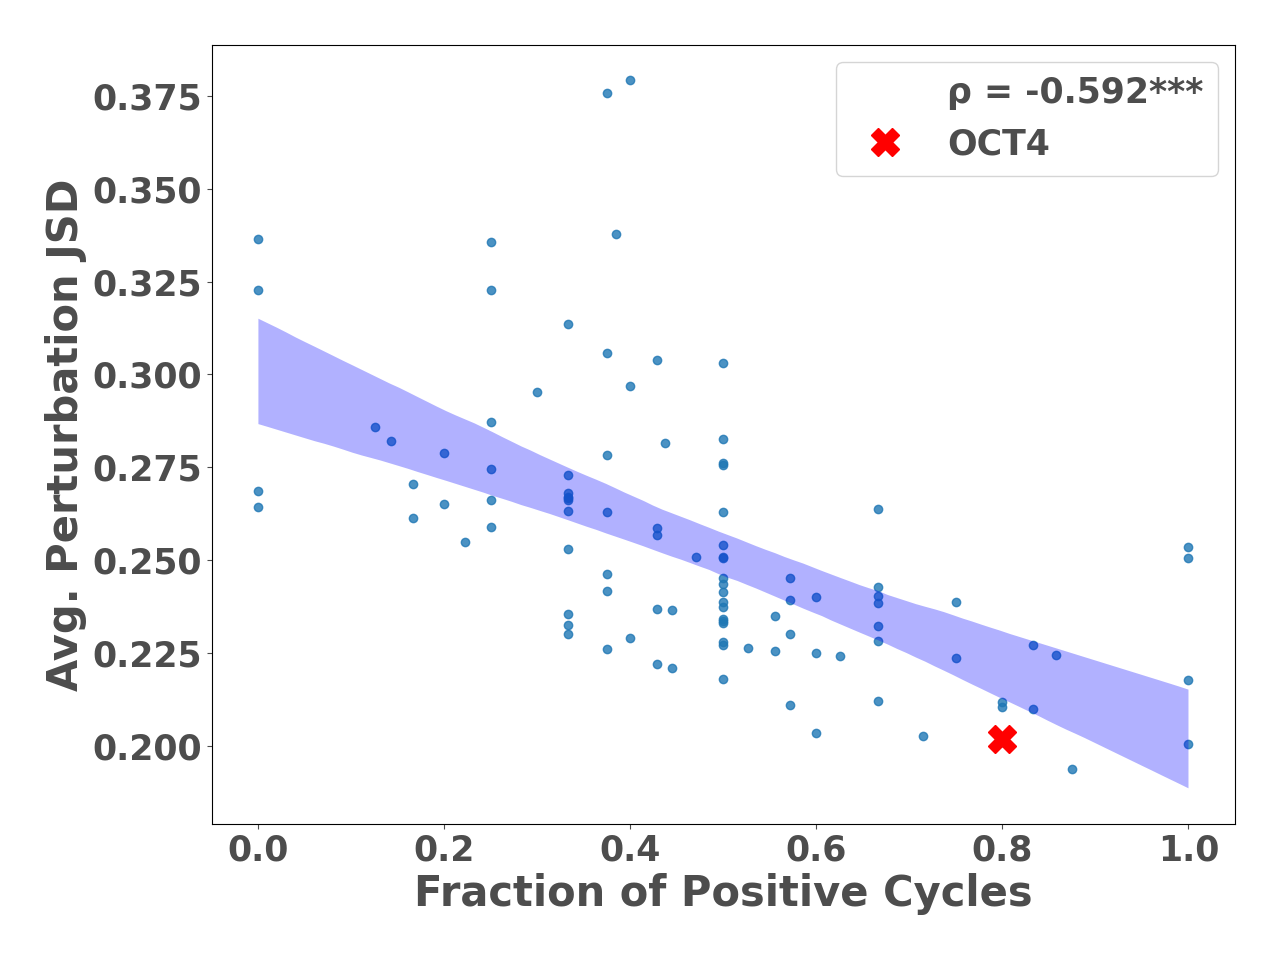 ρ = -0.592***
OCT4
Avg. Perturbation JSD
0.375
0.350
0.325
0.300
0.275
0.250
0.225
0.200
0.0 0.2 0.4 0.6 0.8 1.0
Fraction of Positive Cycles